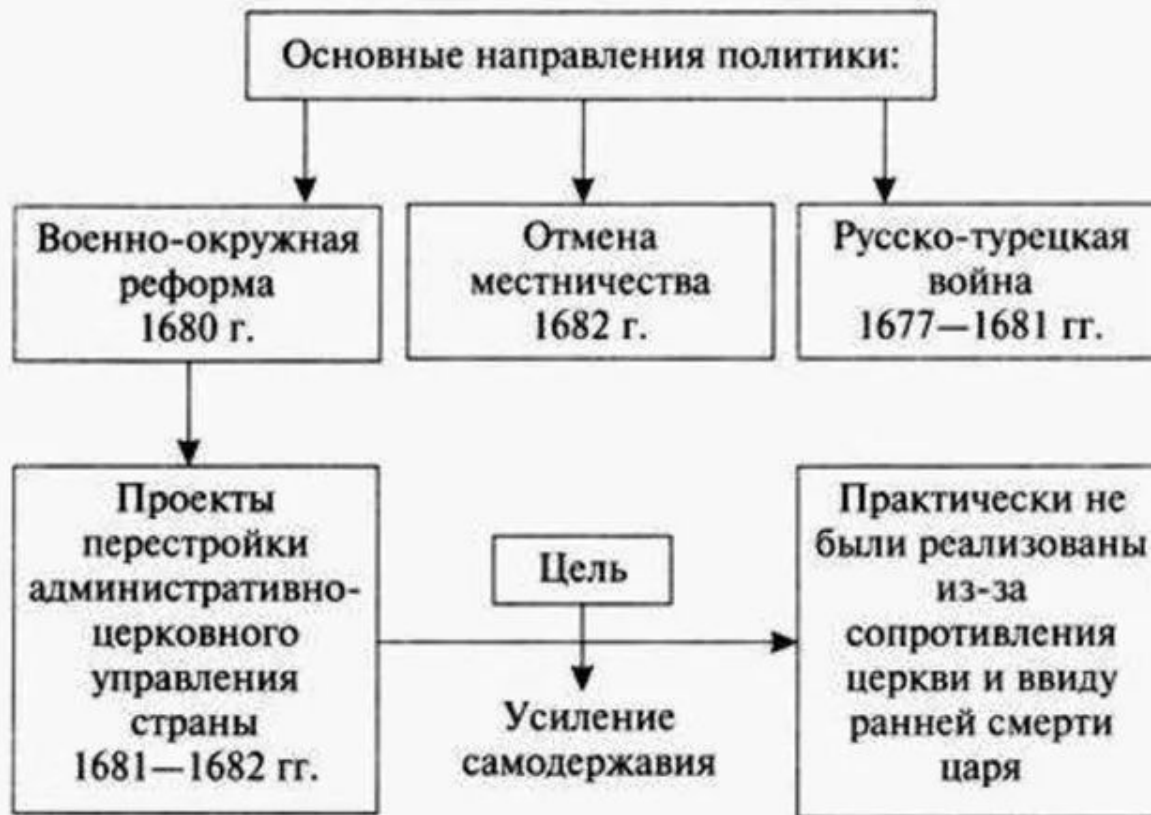 Основные направления политики:
Военно-окружная
реформа
1680 г.
Отмена
местничества
1682 г.
Русско-турецкая
война
1677—1681 гг.
Проекты
перестройки
административно-
церковного
управления
страны
1681—1682 гг.
Цель
Усиление
самодержавия
Практически не
были реализованы
из-за
сопротивления
церкви и ввиду
ранней смерти
царя